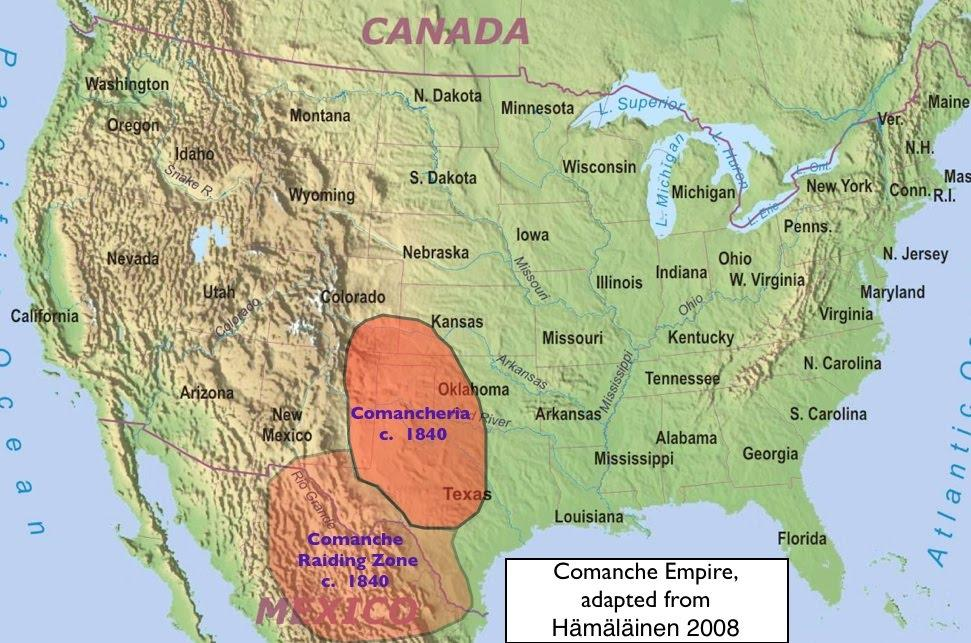 CANADA
Washington
N. Dakota
Minnesota
L. Superior
Maine
Montana
Oregon
Ver.
Idaho
N.H.
Snake R.
Wisconsin
L. Michigan
L. Huron
L. Ont.
Mas
S. Dakota
Wyoming
Michigan
New York
Conn.
R.I.
L. Erie
Penns.
Iowa
Nebraska
Nevada
Ohio
N. Jersey
Illinois
Indiana
W. Virginia
Missouri
Utah
Colorado
Maryland
California
Colorado
Ohio
Virginia
Kansas
Missouri
Kentucky
Pacific Ocean
N. Carolina
Arkansas
Mississippi
Tennessee
Arizona
Oklahoma
New
Mexico
Comancheria
c. 1840
d River
Arkansas
S. Carolina
Alabama
Georgia
Mississippi
Atlantic Oc
Rio Grande
Texas
Louisiana
Florida
Comanche
Raiding Zone
c. 1840
MEXICO
Comanche Empire,
adapted from
Hämäläinen 2008